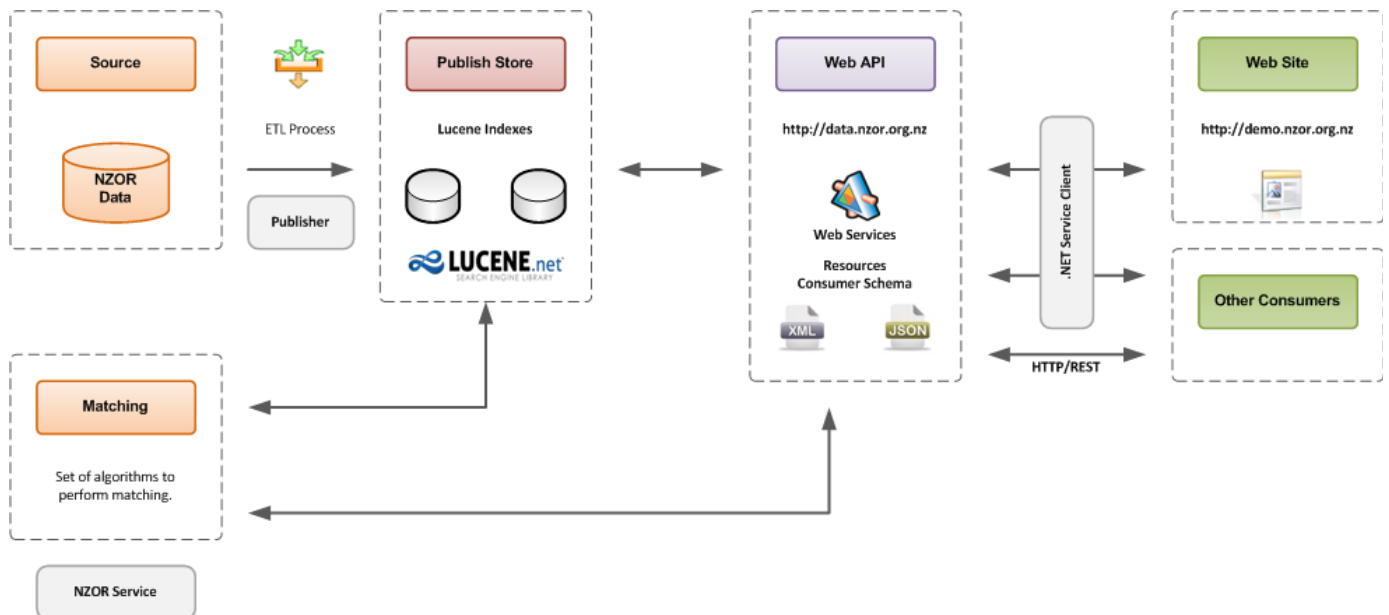 Source
NZOR
Data
ETL Process
Publisher
Publish Store
Lucene Indexes
LUCENE.net
SEARCH ENGINE LIBRARY
Web API
http://data.nzor.org.nz
Web Services
Resources
Consumer Schema
XML
JSON
.NET Service Client
HTTP/REST
Web Site
http://demo.nzor.org.nz
Other Consumers
Matching
Set of algorithms to
perform matching.
NZOR Service